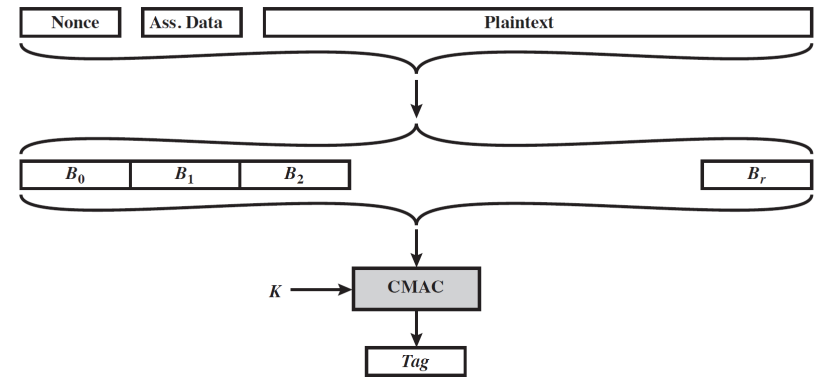 Nonce Ass. Data Plaintext
B₀ B₁ B₂ Bᵣ
K CMAC
Tag